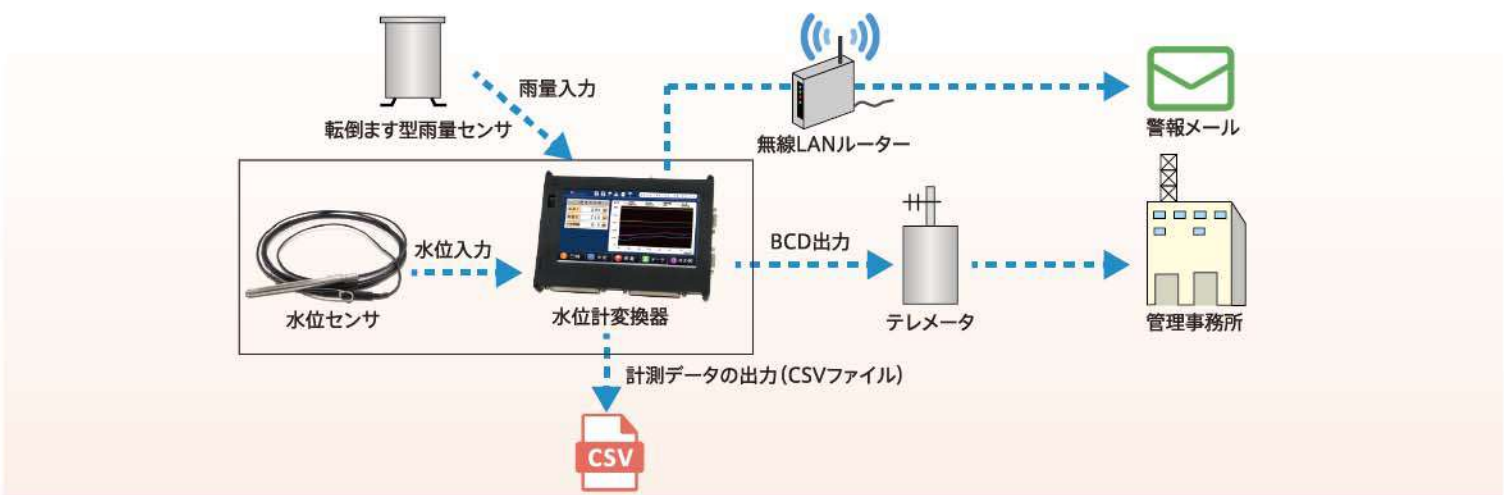 雨量入力
転倒ます型雨量センサ
無線LANルーター
警報メール
水位入力
BCD出力
水位センサ
水位計変換器
テレメータ
管理事務所
計測データの出力(CSVファイル)
CSV